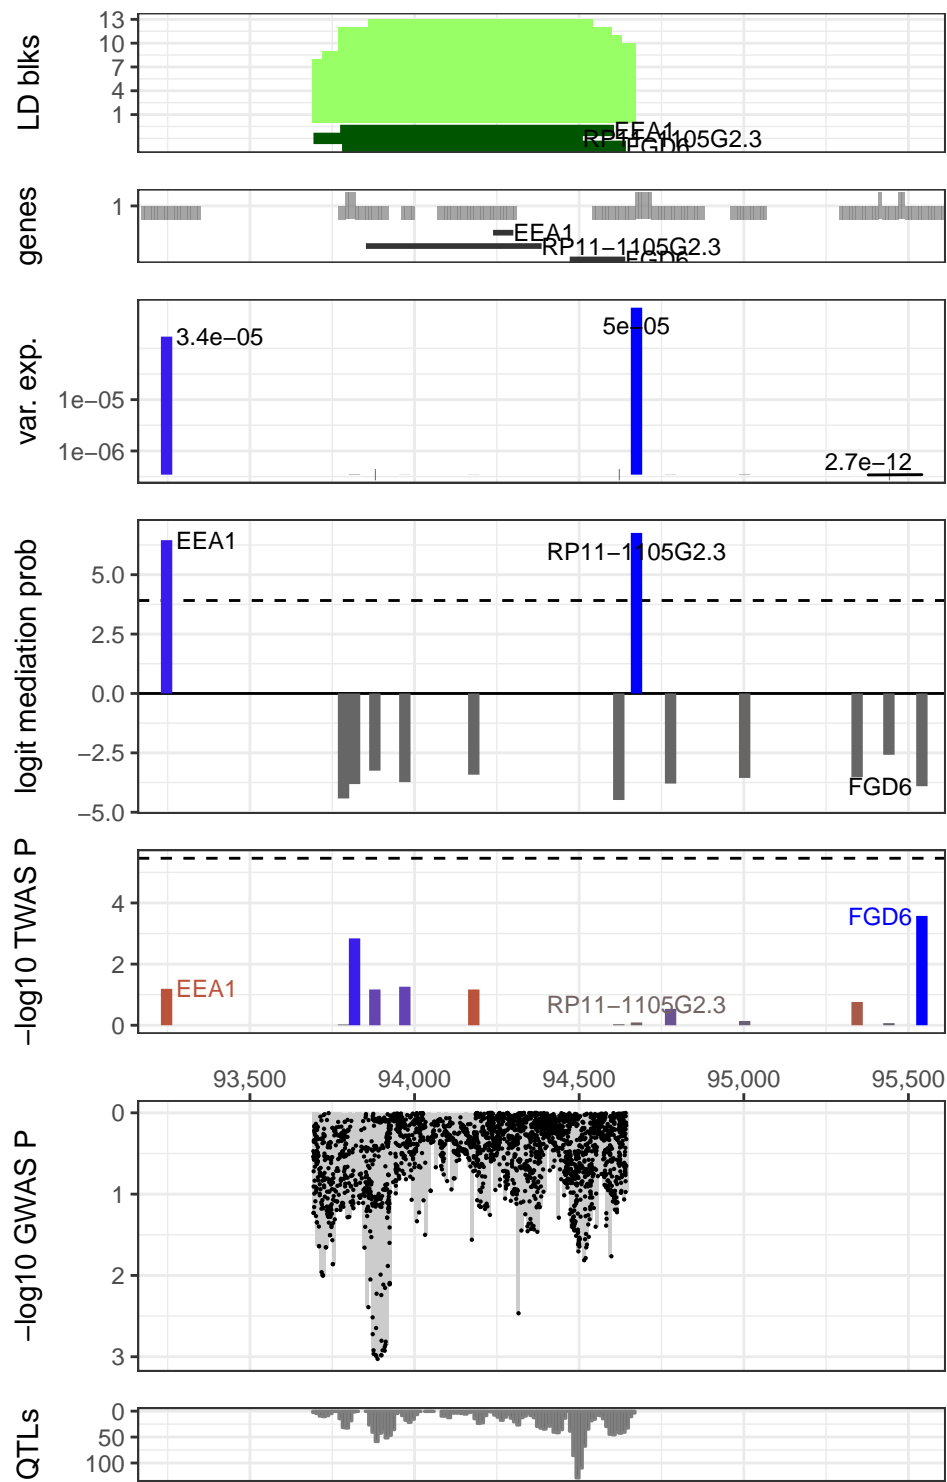 LD blks
13
10
7
4
1
EEA1
RP11−1105G2.3
FGD6
genes
1
EEA1
RP11−1105G2.3
FGD6
var. exp.
1e−05
1e−06
3.4e−05
5e−05
2.7e−12
logit mediation prob
5.0
2.5
0.0
−2.5
−5.0
EEA1
RP11−1105G2.3
FGD6
−log10 TWAS P
4
2
0
EEA1
RP11−1105G2.3
FGD6
93,500 94,000 94,500 95,000 95,500
−log10 GWAS P
0
1
2
3
QTLs
0
50
100